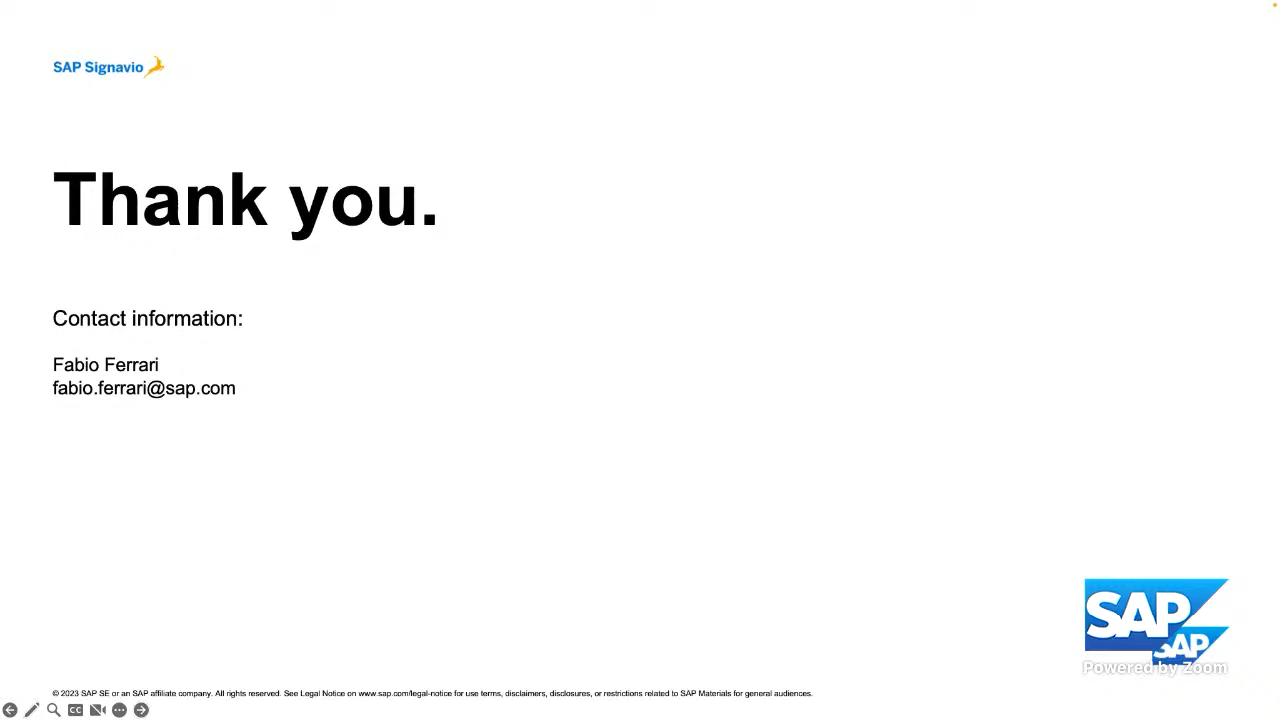 SAP Signavio
Thank you.
Contact information:
Fabio Ferrari
fabio.ferrari@sap.com
SAP
SAP
Powered by Zoom
© 2023 SAP SE or an SAP affiliate company. All rights reserved. See Legal Notice on www.sap.com/legal-notice for use terms, disclaimers, disclosures, or restrictions related to SAP Materials for general audiences.
CC